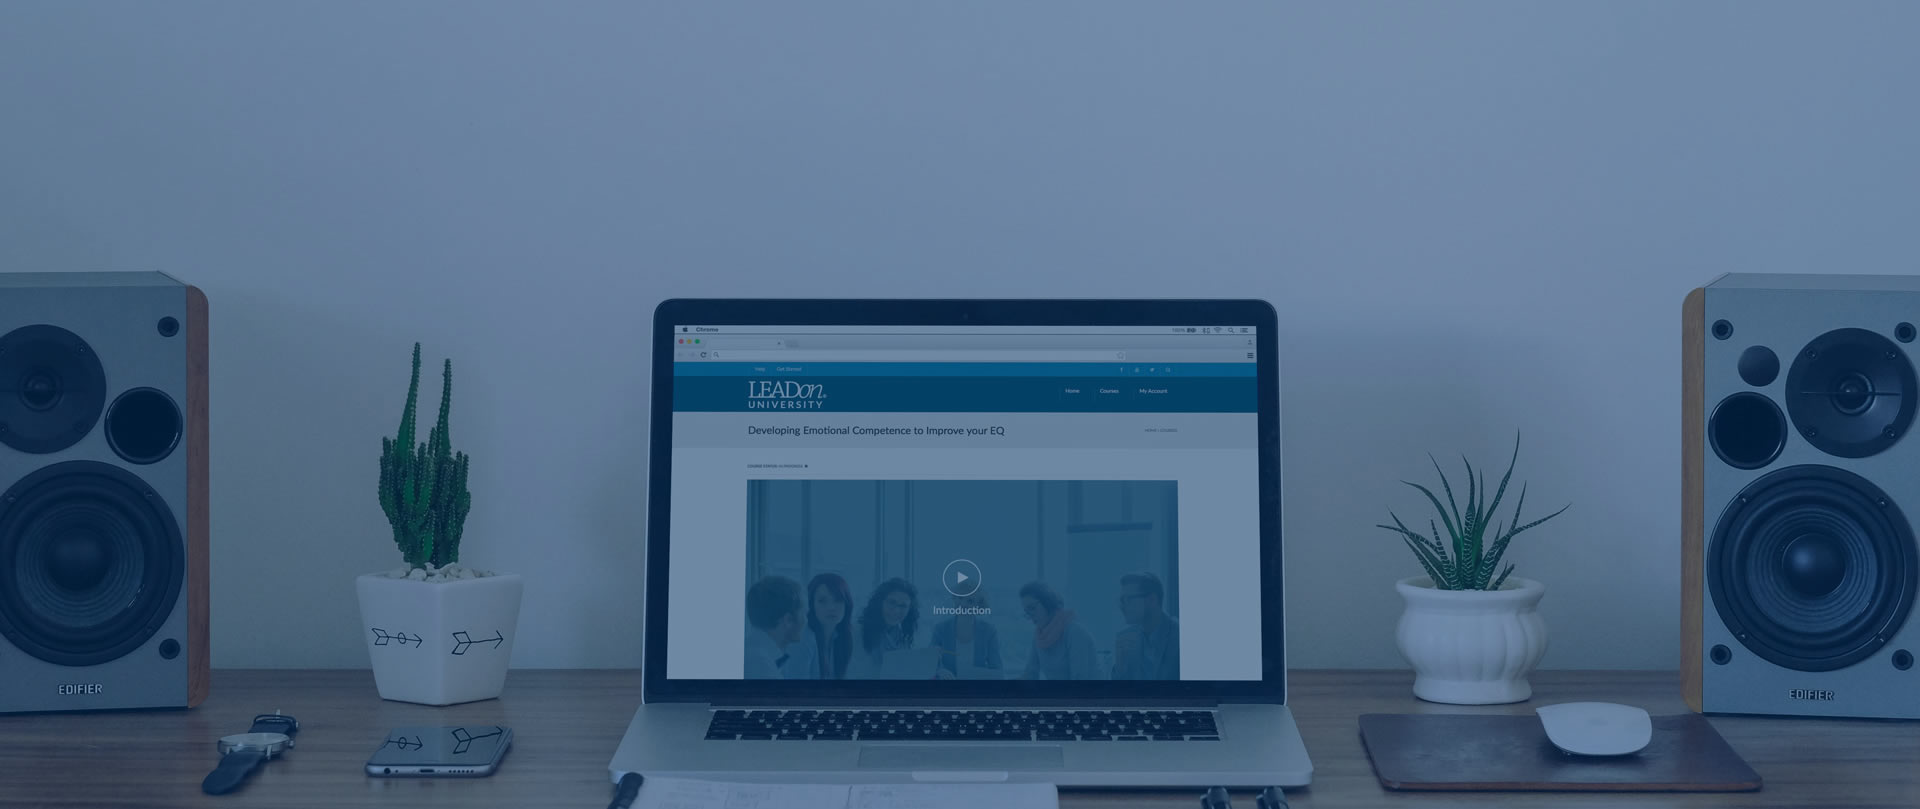 Chrome
100%
Help Get Started
LEADon®
UNIVERSITY
Home Courses My Account
Developing Emotional Competence to Improve your EQ
HOME / COURSES
COURSE STATUS: IN PROGRESS
Introduction
EDIFIER
EDIFIER